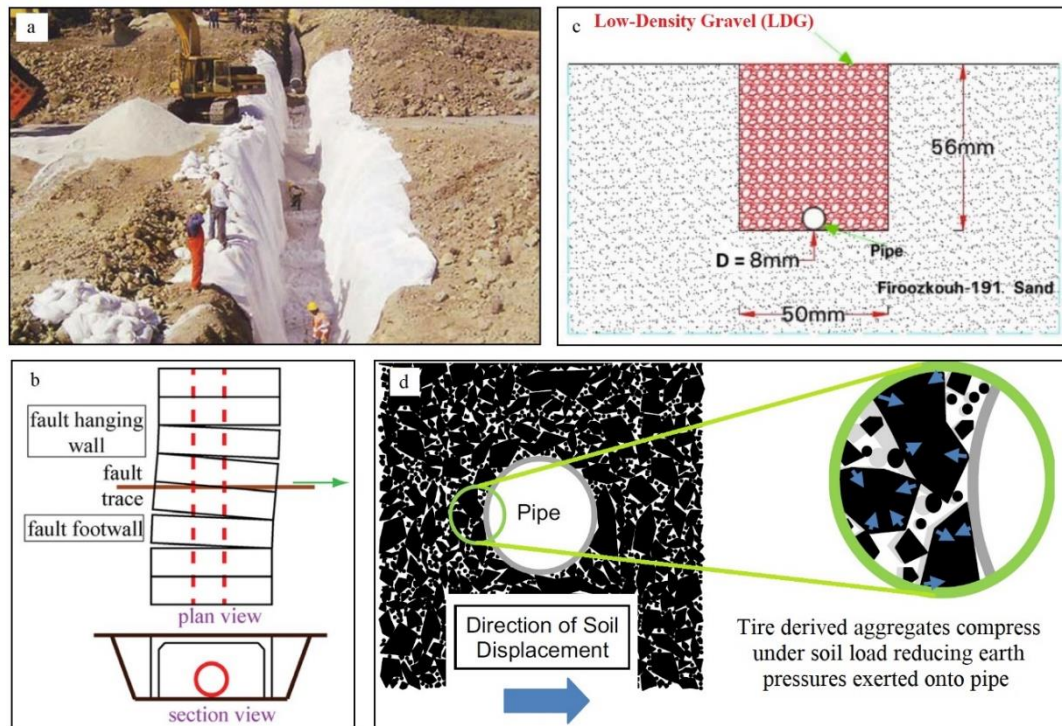 a
b
fault hanging
wall
fault
trace
fault footwall
plan view
section view
c
Low-Density Gravel (LDG)
56mm
Pipe
D = 8mm
Firoozkouh-191. Sand
50mm
d
Pipe
Direction of Soil
Displacement
Tire derived aggregates compress
under soil load reducing earth
pressures exerted onto pipe